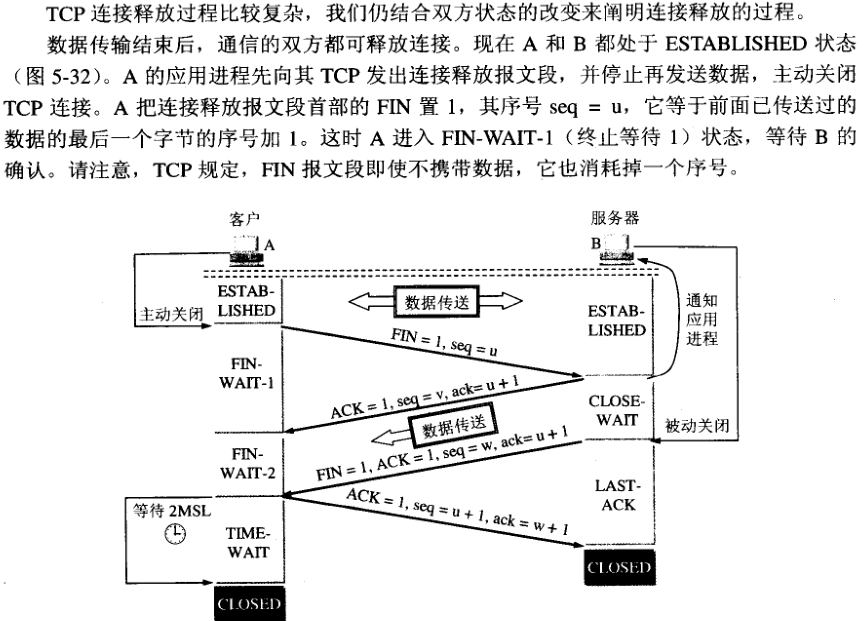 TCP 连接释放过程比较复杂，我们仍结合双方状态的改变来阐明连接释放的过程。
数据传输结束后，通信的双方都可释放连接。现在 A 和 B 都处于 ESTABLISHED 状态
（图 5-32）。A 的应用进程先向其 TCP 发出连接释放报文段，并停止再发送数据，主动关闭
TCP 连接。A 把连接释放报文段首部的 FIN 置 1，其序号 seq = u，它等于前面已传送过的
数据的最后一个字节的序号加 1。这时 A 进入 FIN-WAIT-1（终止等待 1）状态，等待 B 的
确认。请注意，TCP 规定，FIN 报文段即使不携带数据，它也消耗掉一个序号。
客户
服务器
A
B
ESTAB-
LISHED
数据传送
主动关闭
ESTAB-
LISHED
通知
应用
进程
FIN = 1, seq = u
FIN-
WAIT-1
ACK = 1, seq = v, ack= u + 1
CLOSE-
WAIT
数据传送
被动关闭
FIN-
WAIT-2
FIN = 1, ACK = 1, seq = w, ack= u + 1
LAST-
ACK
ACK = 1, seq = u + 1, ack = w + 1
等待 2MSL
TIME-
WAIT
CLOSED
CLOSED